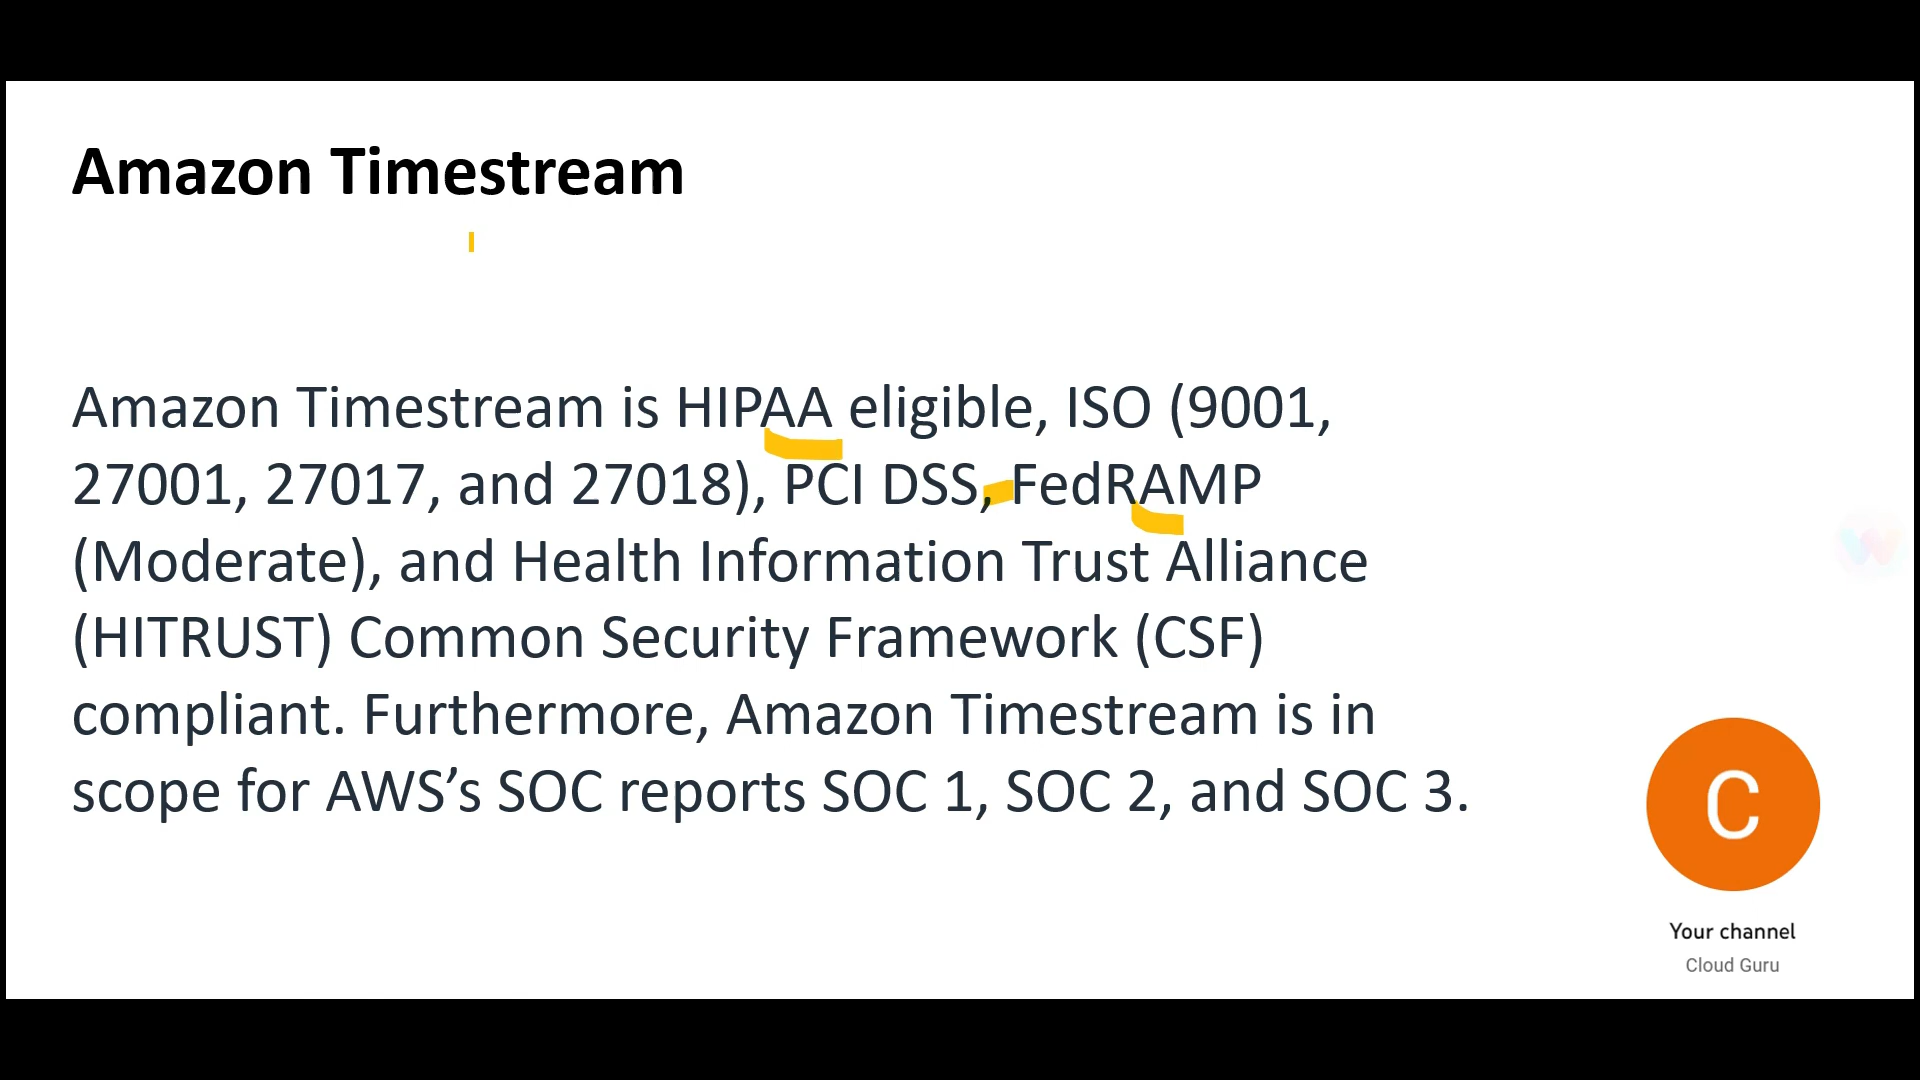 Amazon Timestream
Amazon Timestream is HIPAA eligible, ISO (9001,
27001, 27017, and 27018), PCI DSS, FedRAMP
(Moderate), and Health Information Trust Alliance
(HITRUST) Common Security Framework (CSF)
compliant. Furthermore, Amazon Timestream is in
scope for AWS’s SOC reports SOC 1, SOC 2, and SOC 3.
C
Your channel
Cloud Guru